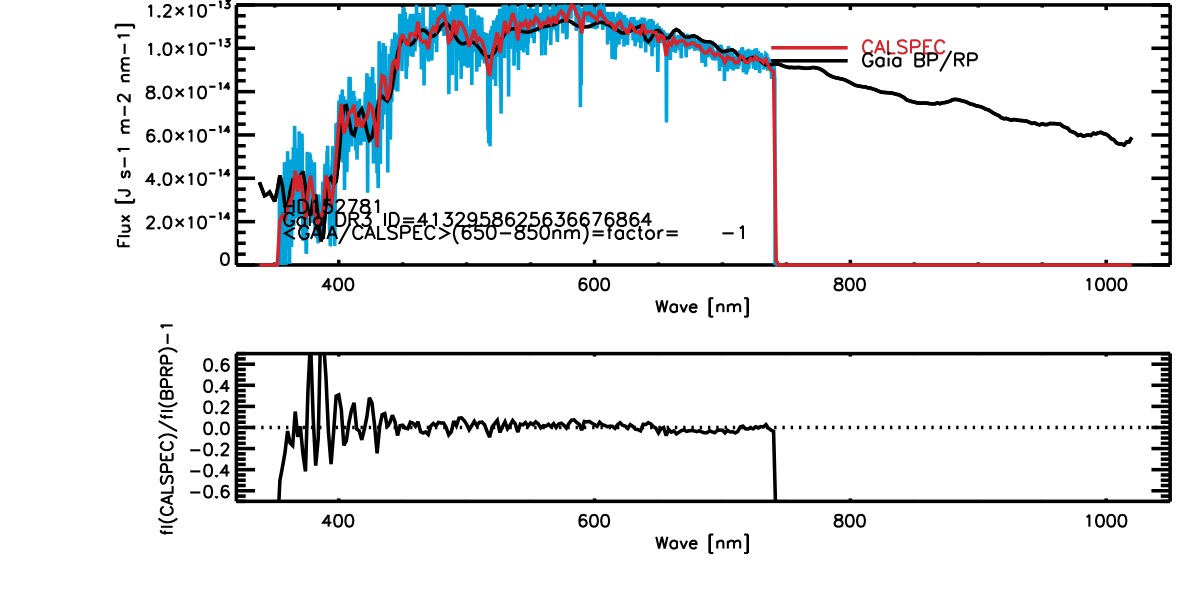 1.2×10⁻¹³
1.0×10⁻¹³
8.0×10⁻¹⁴
6.0×10⁻¹⁴
4.0×10⁻¹⁴
2.0×10⁻¹⁴
0
Flux [J s-1 m-2 nm-1]
CALSPEC
Gaia BP/RP
HD152781
Gaia DR3 ID=4132958625636676864
<GAIA/CALSPEC>(650-850nm)=factor= -1
400 600 800 1000
Wave [nm]
0.6
0.4
0.2
0.0
-0.2
-0.4
-0.6
fl(CALSPEC)/fl(BPRP)-1
400 600 800 1000
Wave [nm]